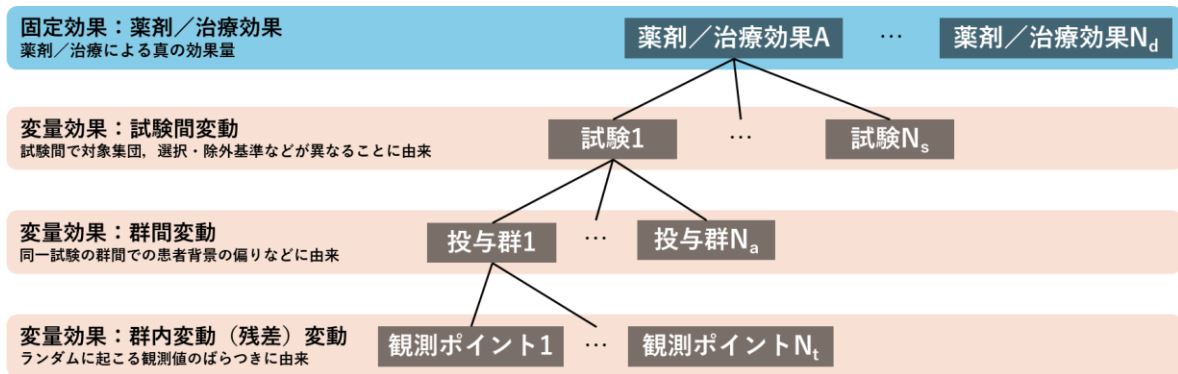 固定効果：薬剤／治療効果
薬剤／治療による真の効果量
薬剤／治療効果A … 薬剤／治療効果Nd
変量効果：試験間変動
試験間で対象集団，選択・除外基準などが異なることに由来
試験1 … 試験Ns
変量効果：群間変動
同一試験の群間での患者背景の偏りなどに由来
投与群1 … 投与群Na
変量効果：群内変動（残差）変動
ランダムに起こる観測値のばらつきに由来
観測ポイント1 … 観測ポイントNt